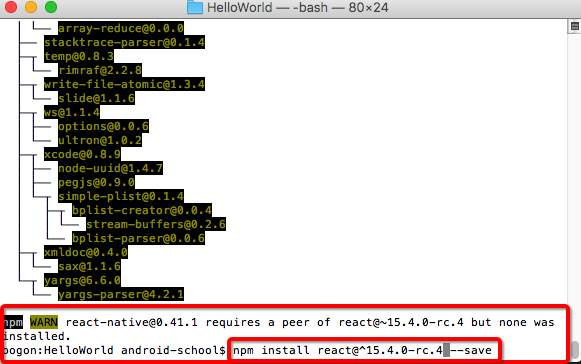 HelloWorld — -bash — 80×24
array-reduce@0.0.0
stacktrace-parser@0.1.4
temp@0.8.3
rimraf@2.2.8
write-file-atomic@1.3.4
slide@1.1.6
ws@1.1.4
options@0.0.6
ultron@1.0.2
xcode@0.8.9
node-uuid@1.4.7
pegjs@0.9.0
simple-plist@0.1.4
bplist-creator@0.0.4
stream-buffers@0.2.6
bplist-parser@0.0.6
xmldoc@0.4.0
sax@1.1.6
yargs@6.6.0
yargs-parser@4.2.1
npm WARN react-native@0.41.1 requires a peer of react@~15.4.0-rc.4 but none was
installed.
bogon:HelloWorld android-school$ npm install react@^15.4.0-rc.4 --save